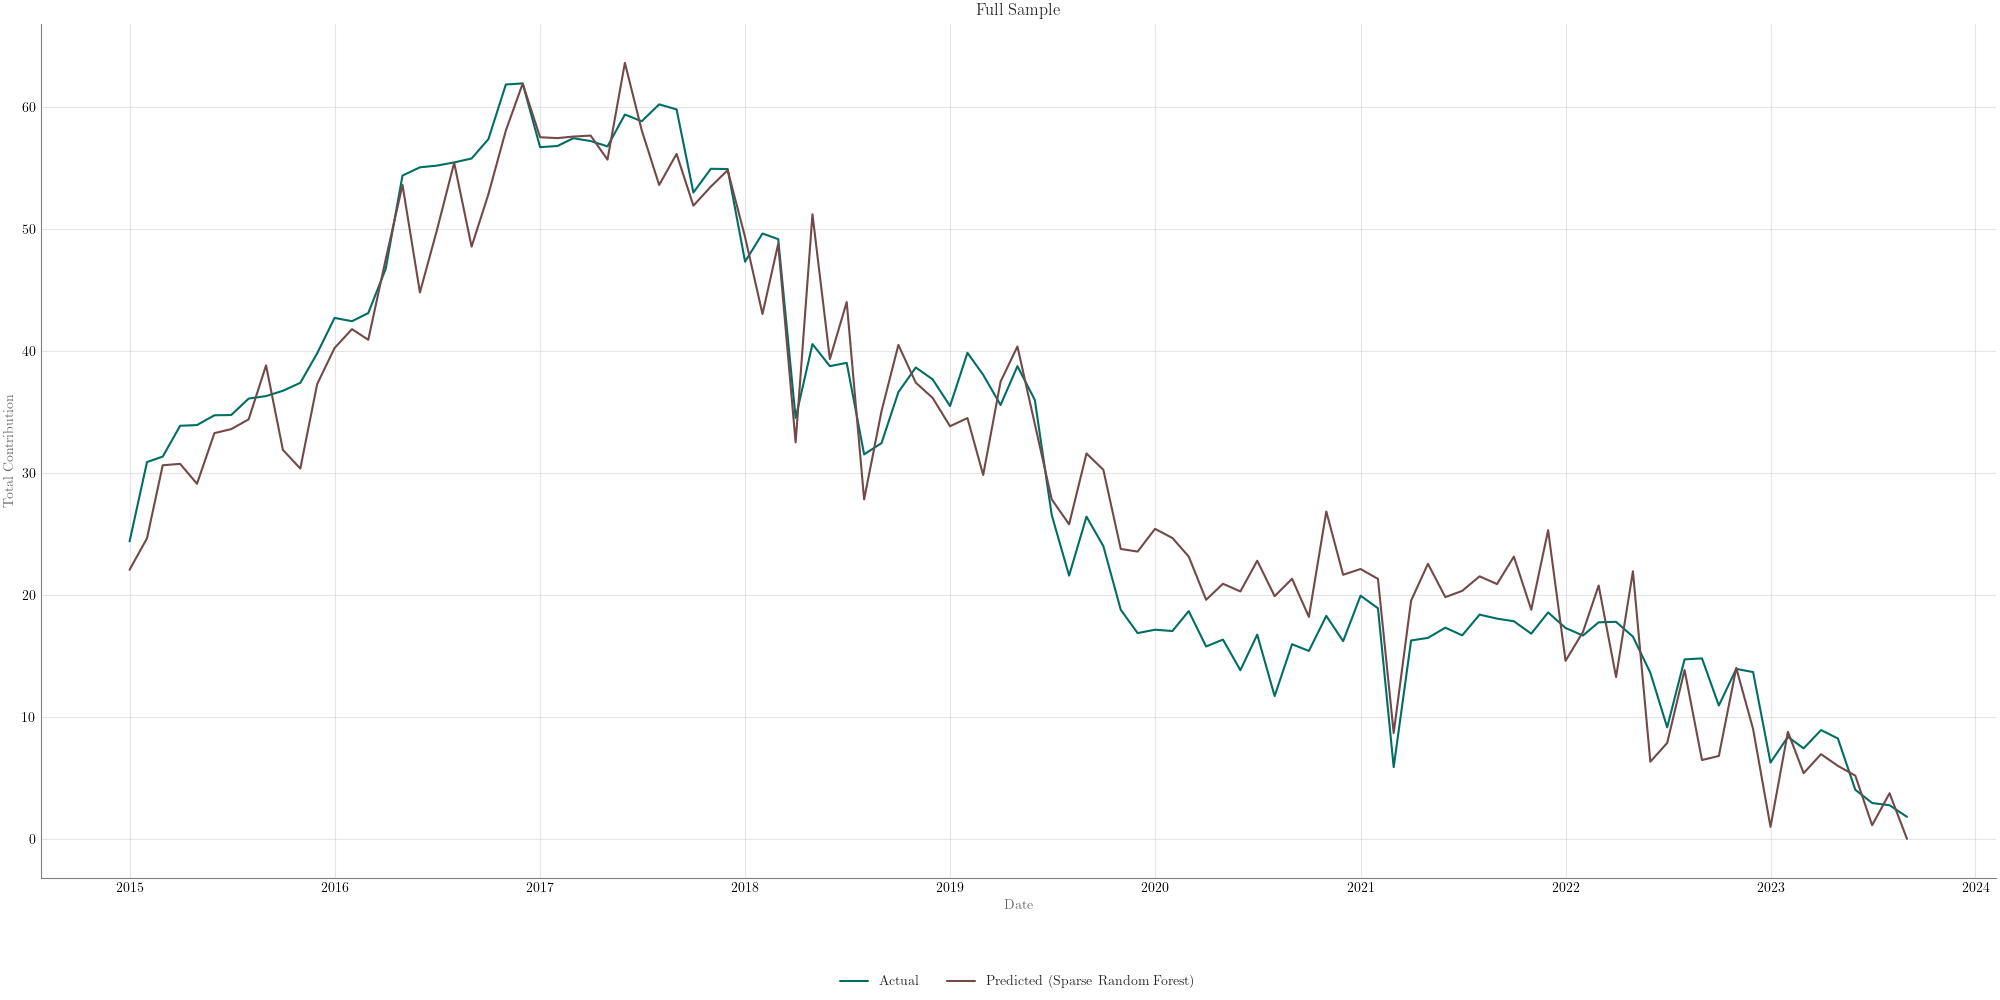 Full Sample
Total Contribution
60
50
40
30
20
10
0
2015 2016 2017 2018 2019 2020 2021 2022 2023 2024
Date
Actual Predicted (Sparse Random Forest)